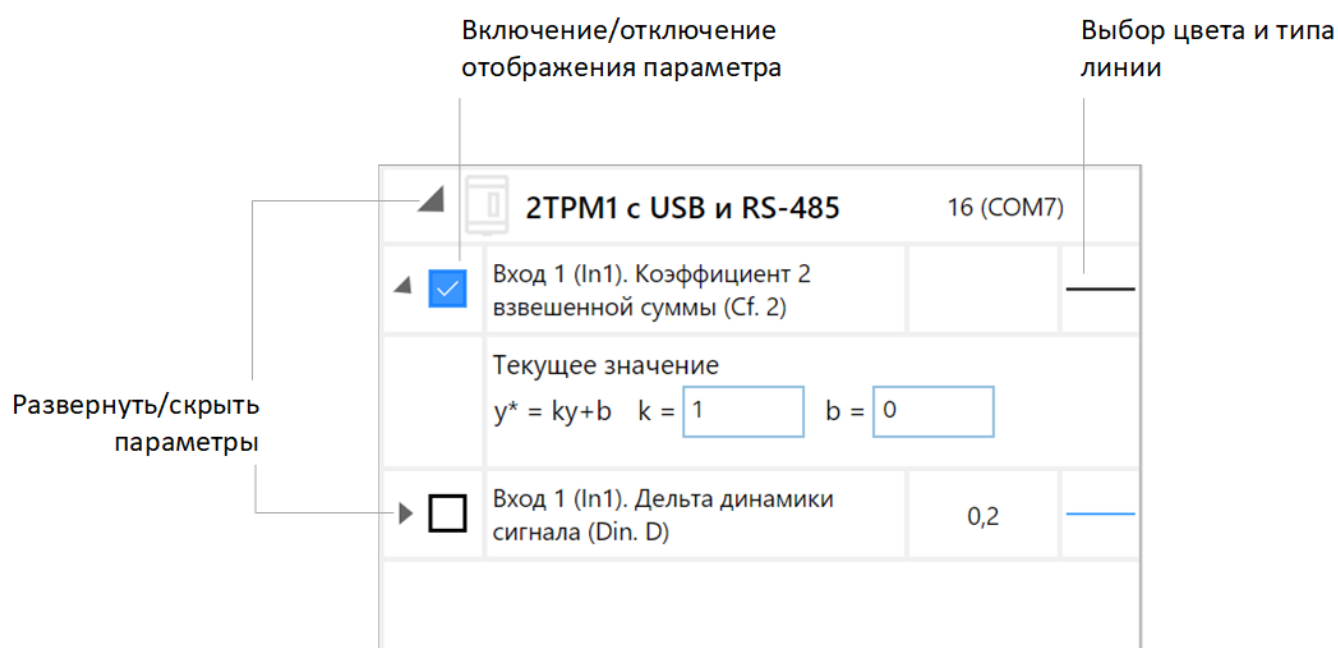 Включение/отключение
отображения параметра
Выбор цвета и типа
линии
2ТРМ1 с USB и RS-485
16 (COM7)
Вход 1 (In1). Коэффициент 2
взвешенной суммы (Cf. 2)
Текущее значение
y* = ky+b k = 1 b = 0
Развернуть/скрыть
параметры
Вход 1 (In1). Дельта динамики
сигнала (Din. D)
0,2